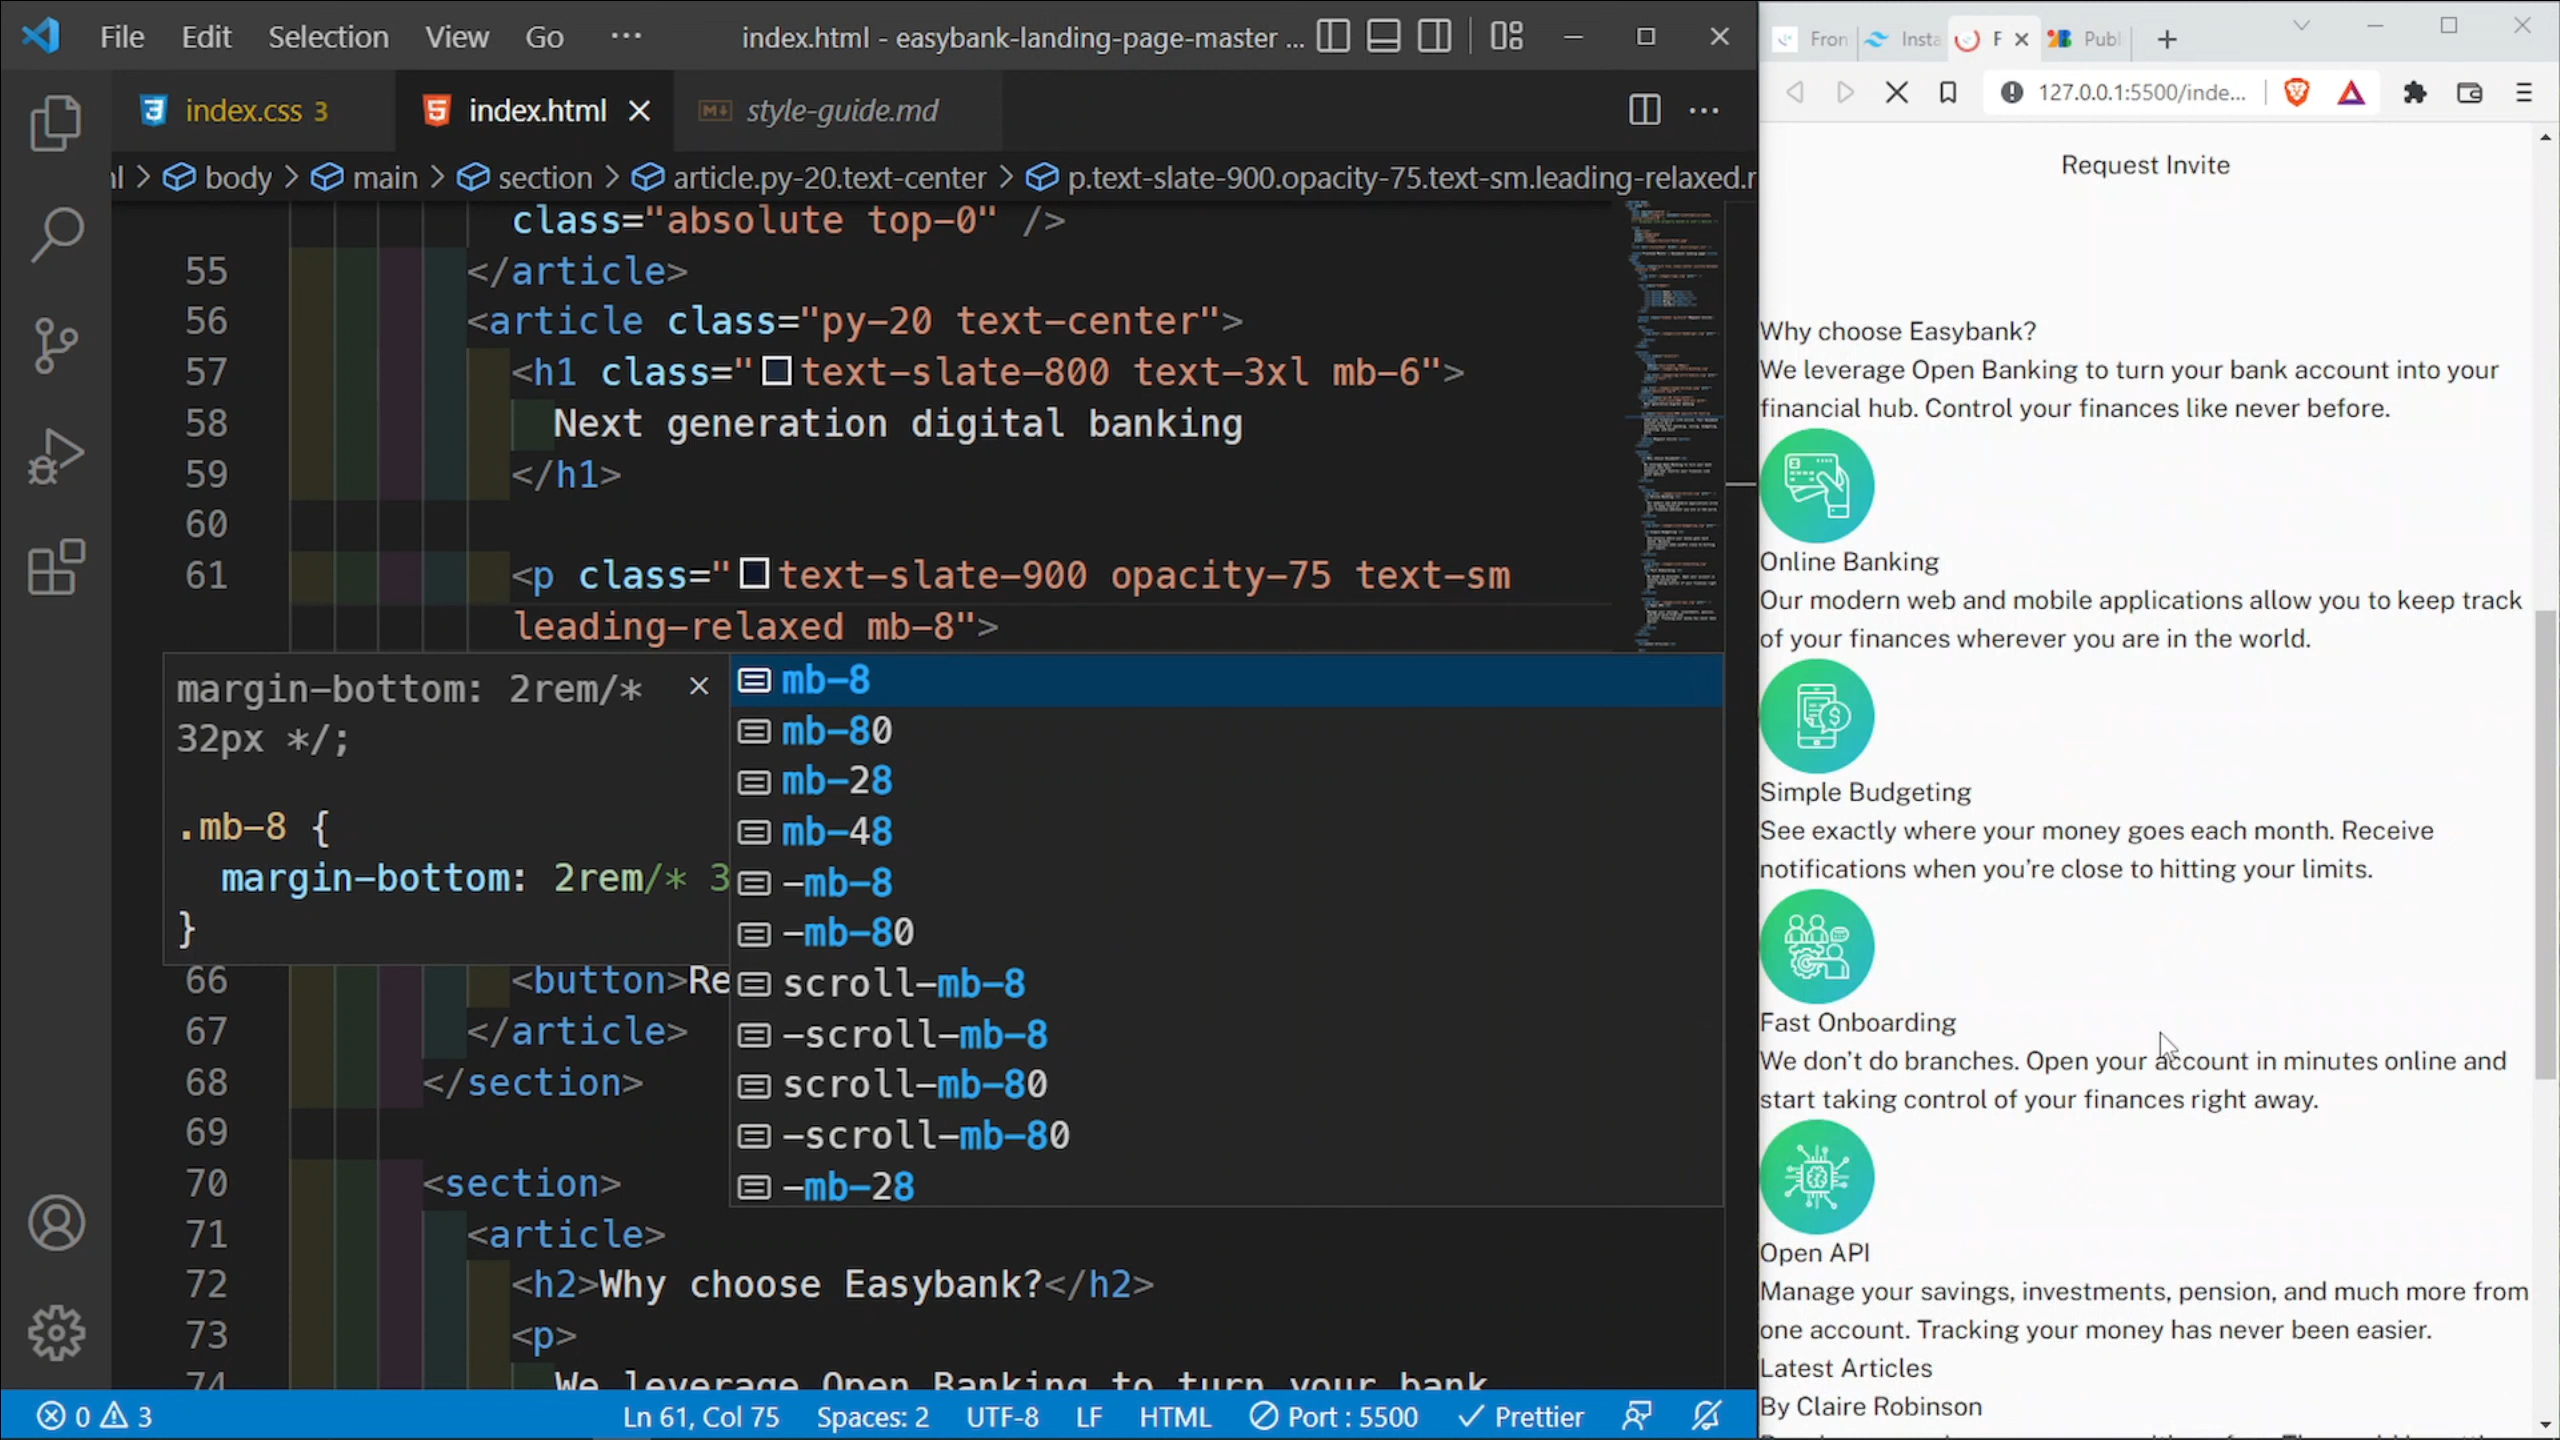 File Edit Selection View Go ··· index.html - easybank-landing-page-master ...
index.css 3 index.html style-guide.md
body > main > section > article.py-20.text-center > p.text-slate-900.opacity-75.text-sm.leading-relaxed.
class="absolute top-0" />
55 </article>
56 <article class="py-20 text-center">
57 <h1 class="text-slate-800 text-3xl mb-6">
58 Next generation digital banking
59 </h1>
60
61 <p class="text-slate-900 opacity-75 text-sm
leading-relaxed mb-8">
margin-bottom: 2rem/*
32px */;
.mb-8 {
margin-bottom: 2rem/* 3
}
mb-8
mb-80
mb-28
mb-48
-mb-8
-mb-80
scroll-mb-8
-scroll-mb-8
scroll-mb-80
-scroll-mb-80
-mb-28
66 <button>Re
67 </article>
68 </section>
69
70 <section>
71 <article>
72 <h2>Why choose Easybank?</h2>
73 <p>
74 We leverage Open Banking to turn your bank
0 3 Ln 61, Col 75 Spaces: 2 UTF-8 LF HTML Port : 5500 Prettier
Fron Insta F Publ
127.0.0.1:5500/inde...
Request Invite
Why choose Easybank?
We leverage Open Banking to turn your bank account into your
financial hub. Control your finances like never before.
Online Banking
Our modern web and mobile applications allow you to keep track
of your finances wherever you are in the world.
Simple Budgeting
See exactly where your money goes each month. Receive
notifications when you're close to hitting your limits.
Fast Onboarding
We don't do branches. Open your account in minutes online and
start taking control of your finances right away.
Open API
Manage your savings, investments, pension, and much more from
one account. Tracking your money has never been easier.
Latest Articles
By Claire Robinson